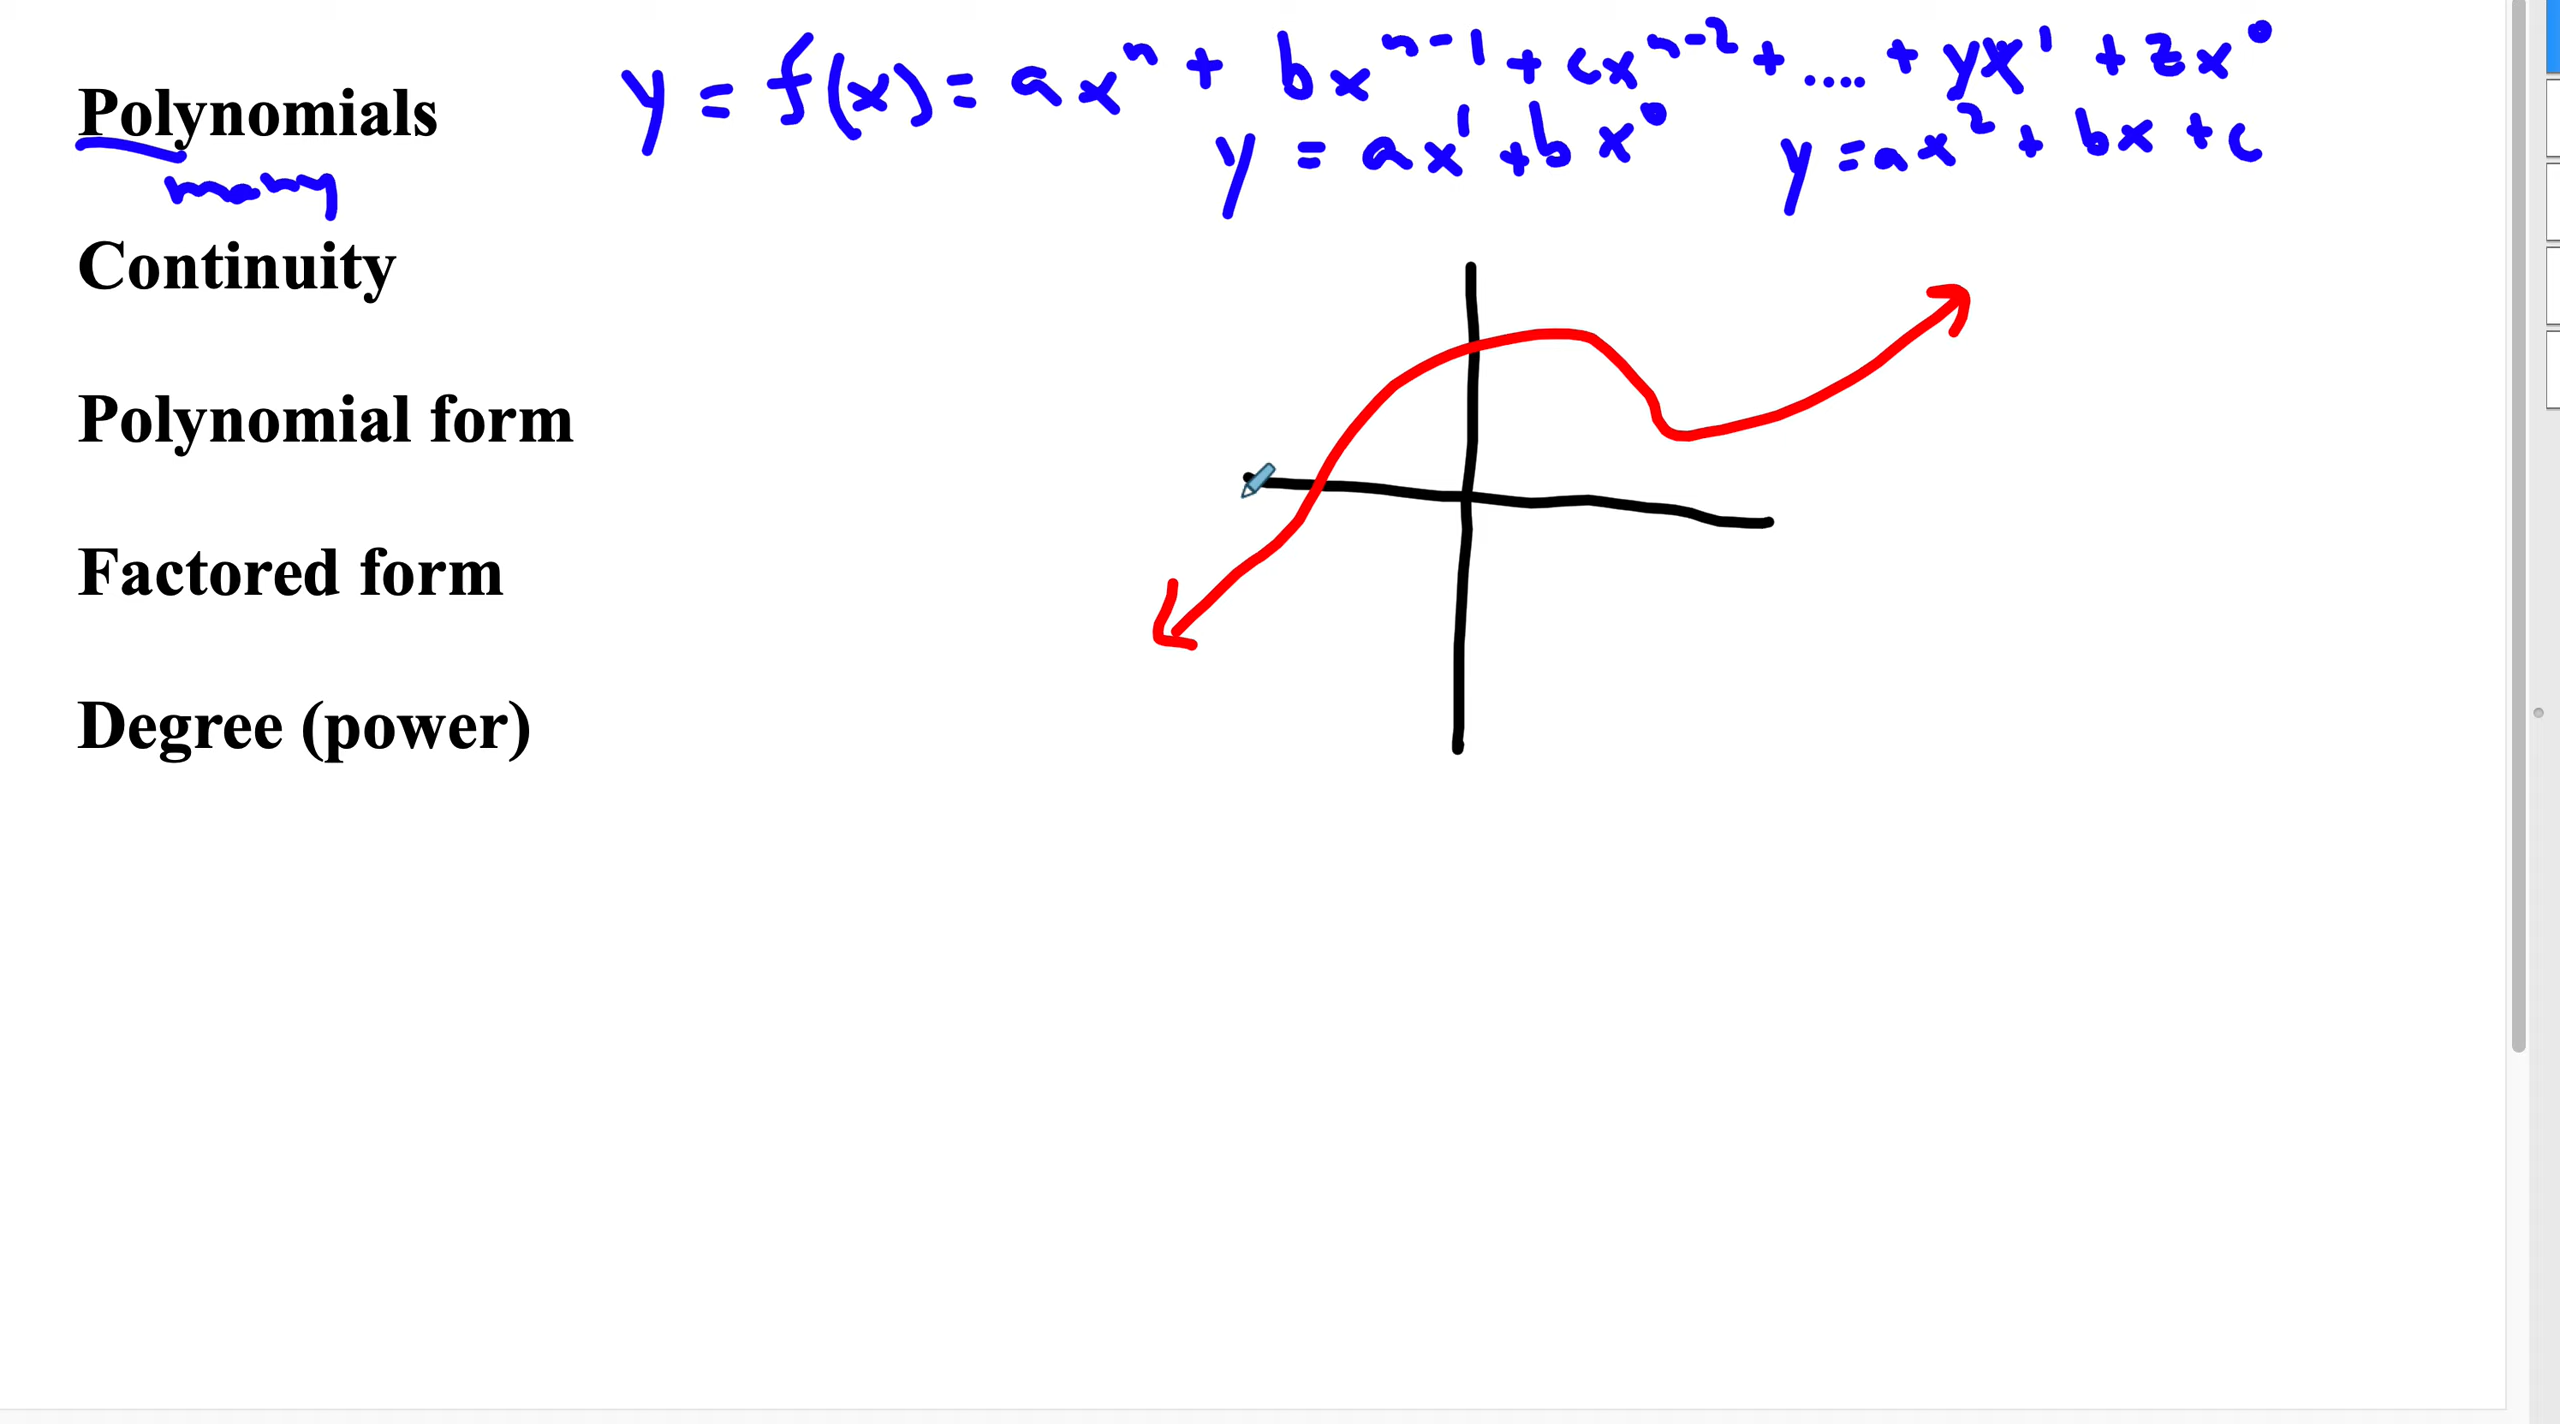 y = f(x) = ax^n + bx^n-1 + cx^n-2 + .... + yx^1 + zx^0
Polynomials
y = ax^1 + bx^0 y = ax^2 + bx + c
many
Continuity
Polynomial form
Factored form
Degree (power)